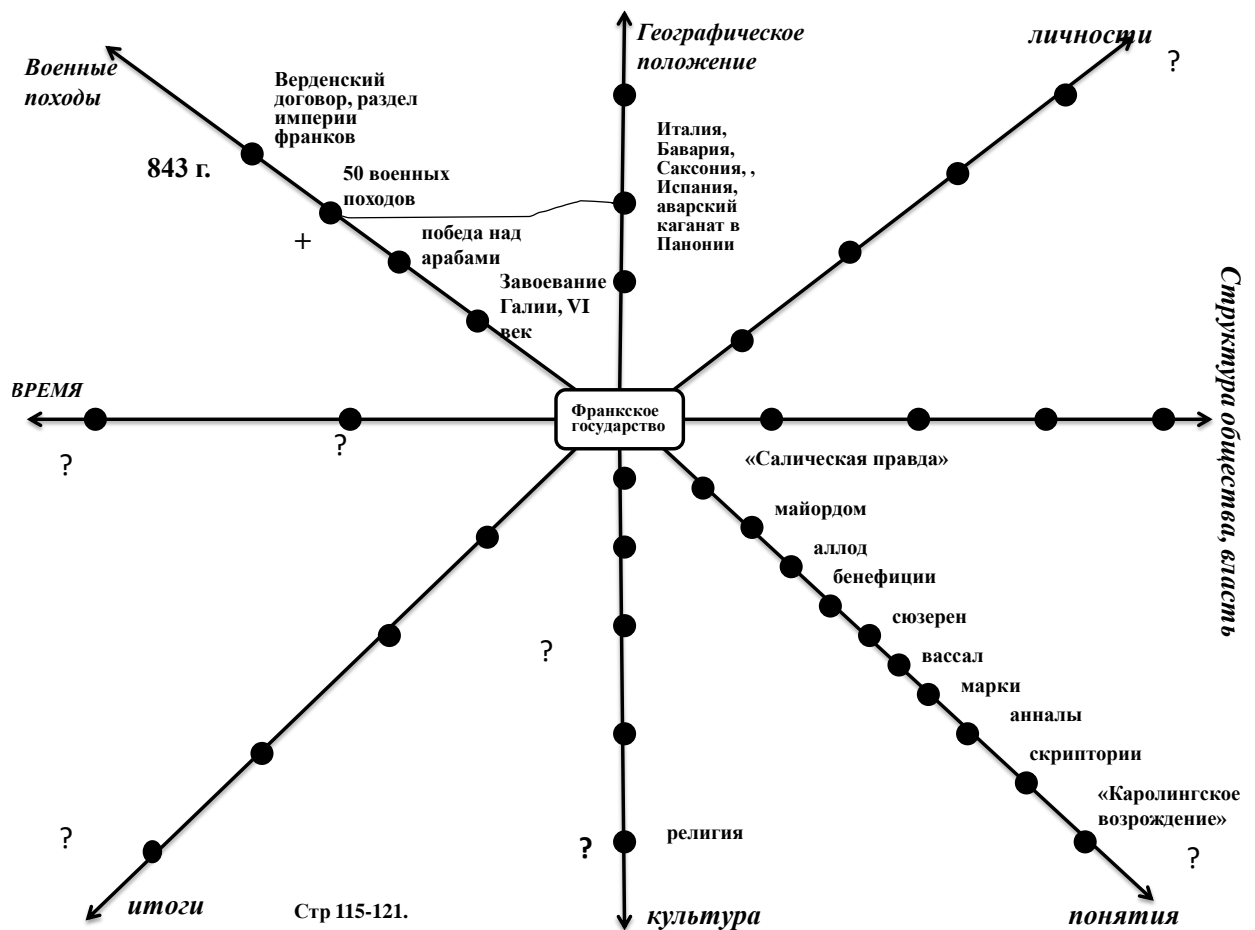 Военные
походы
Верденский
договор, раздел
империи
франков
843 г.
50 военных
походов
+
победа над
арабами
Завоевание
Галии, VI
век
Географическое
положение
Италия,
Бавария,
Саксония, ,
Испания,
аварский
каганат в
Панонии
личности
?
Структура общества, власть
ВРЕМЯ
?
?
Франкское
государство
«Салическая правда»
майордом
аллод
бенефиции
сюзерен
вассал
марки
анналы
скриптории
«Каролингское
возрождение»
?
понятия
?
?
религия
культура
?
итоги
Стр 115-121.